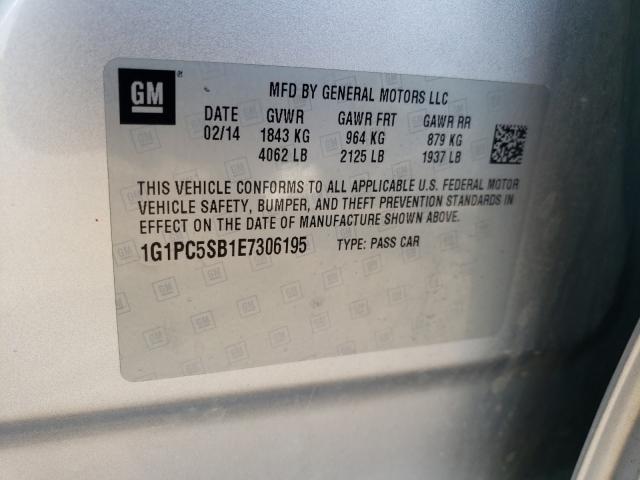 GM
®
MFD BY GENERAL MOTORS LLC
DATE GVWR GAWR FRT GAWR RR
02/14 1843 KG 964 KG 879 KG
4062 LB 2125 LB 1937 LB
THIS VEHICLE CONFORMS TO ALL APPLICABLE U.S. FEDERAL MOTOR
VEHICLE SAFETY, BUMPER, AND THEFT PREVENTION STANDARDS IN
EFFECT ON THE DATE OF MANUFACTURE SHOWN ABOVE.
1G1PC5SB1E7306195 TYPE: PASS CAR